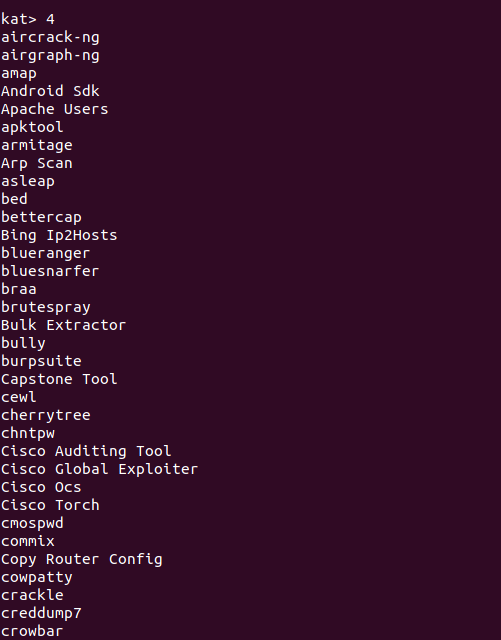 kat> 4
aircrack-ng
airgraph-ng
amap
Android Sdk
Apache Users
apktool
armitage
Arp Scan
asleap
bed
bettercap
Bing Ip2Hosts
blueranger
bluesnarfer
braa
brutespray
Bulk Extractor
bully
burpsuite
Capstone Tool
cewl
cherrytree
chntpw
Cisco Auditing Tool
Cisco Global Exploiter
Cisco Ocs
Cisco Torch
cmospwd
commix
Copy Router Config
cowpatty
crackle
creddump7
crowbar